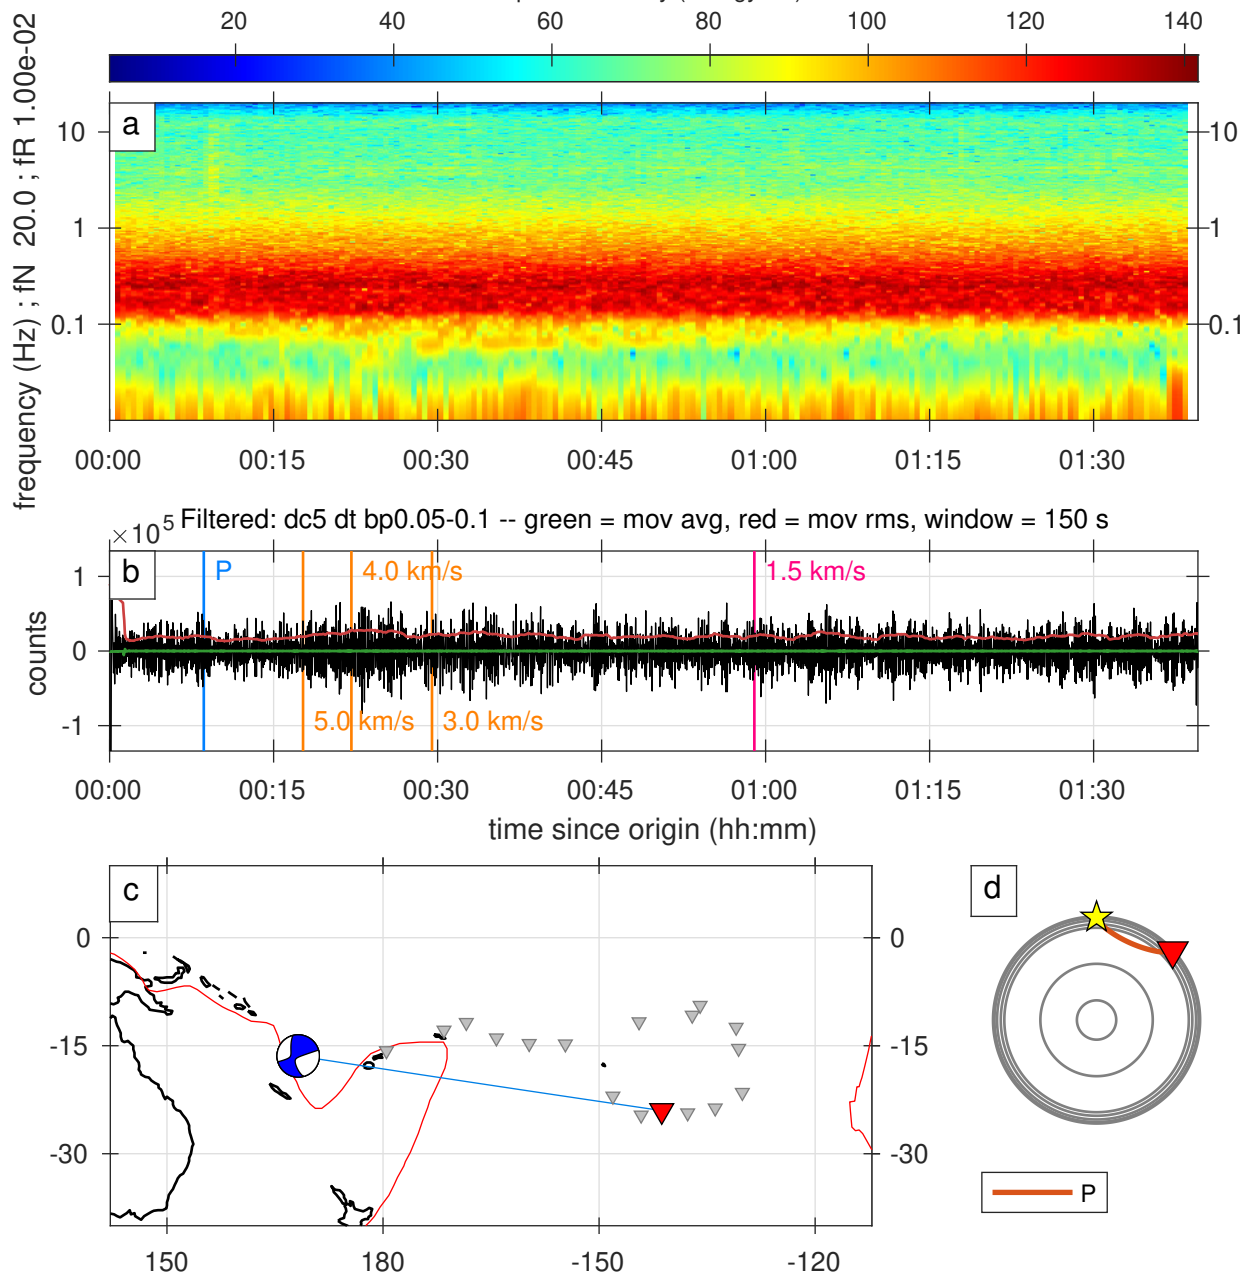 20 40 60 80 100 120 140
frequency (Hz) ; fN 20.0 ; fR 1.00e-02
a
10 10
1 1
0.1 0.1
00:00 00:15 00:30 00:45 01:00 01:15 01:30
×10 5 Filtered: dc5 dt bp0.05-0.1 -- green = mov avg, red = mov rms, window = 150 s
b
P 4.0 km/s 1.5 km/s
5.0 km/s 3.0 km/s
counts
1
0
-1
00:00 00:15 00:30 00:45 01:00 01:15 01:30
time since origin (hh:mm)
c
0 0
-15 -15
-30 -30
150 180 -150 -120
d
P